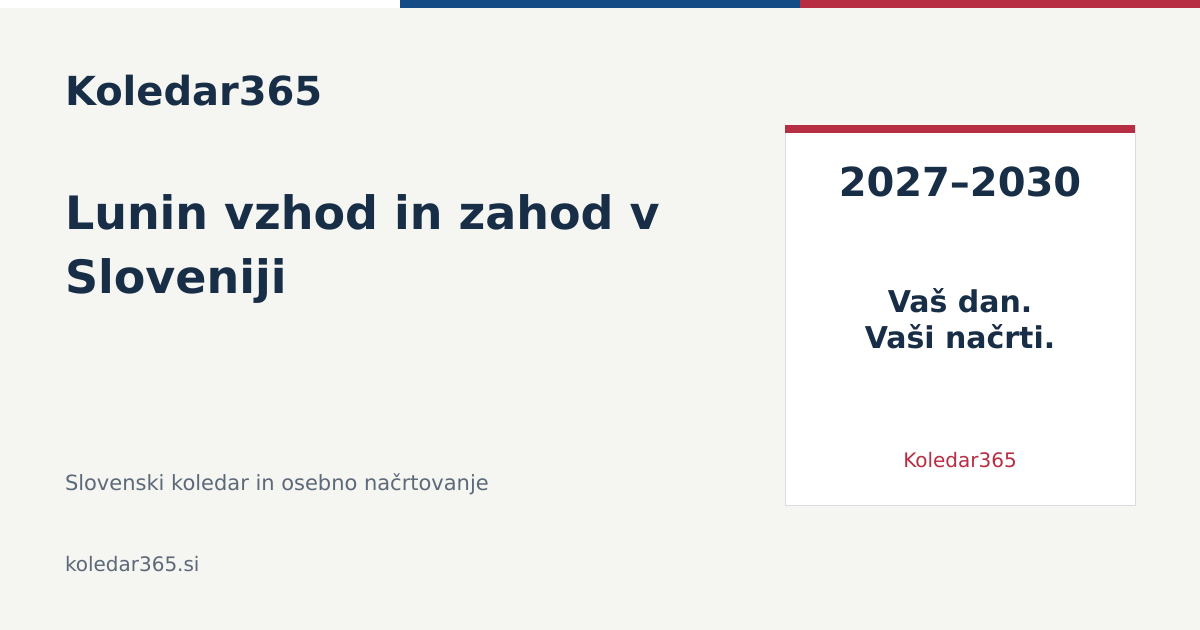 Koledar365
Lunin vzhod in zahod v
Sloveniji
Slovenski koledar in osebno načrtovanje
koledar365.si
2027–2030
Vaš dan.
Vaši načrti.
Koledar365